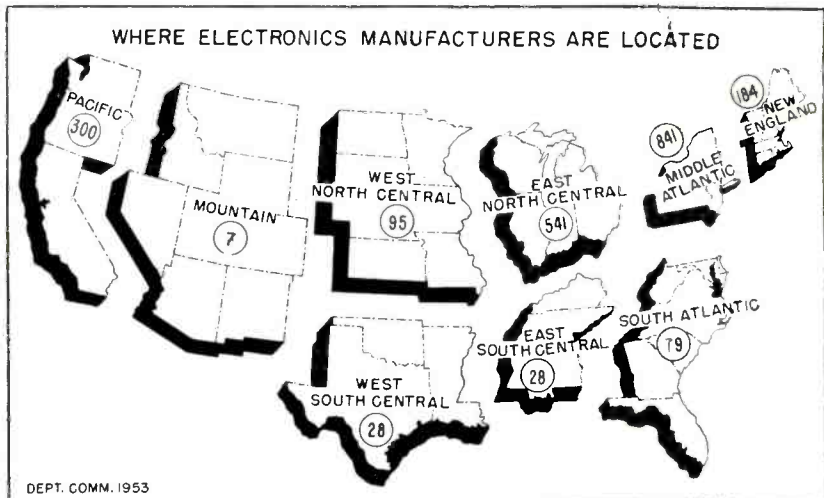 WHERE ELECTRONICS MANUFACTURERS ARE LOCATED
PACIFIC
300
MOUNTAIN
7
WEST
NORTH CENTRAL
95
EAST
NORTH CENTRAL
541
841
MIDDLE
ATLANTIC
184
NEW
ENGLAND
WEST
SOUTH CENTRAL
28
EAST
SOUTH CENTRAL
28
SOUTH ATLANTIC
79
DEPT. COMM. 1953